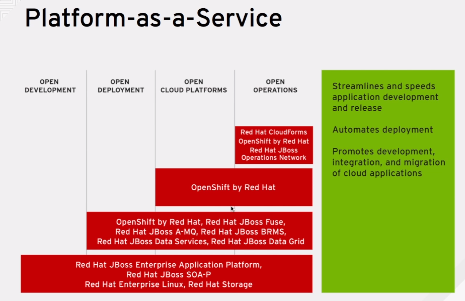 Platform-as-a-Service
OPEN
DEVELOPMENT
OPEN
DEPLOYMENT
OPEN
CLOUD PLATFORMS
OPEN
OPERATIONS
Red Hat CloudForms
OpenShift by Red Hat
Red Hat JBoss
Operations Network
OpenShift by Red Hat
OpenShift by Red Hat, Red Hat JBoss Fuse,
Red Hat JBoss A-MQ, Red Hat JBoss BRMS,
Red Hat JBoss Data Services, Red Hat JBoss Data Grid
Red Hat JBoss Enterprise Application Platform,
Red Hat JBoss SOA-P
Red Hat Enterprise Linux, Red Hat Storage
Streamlines and speeds
application development
and release
Automates deployment
Promotes development,
integration, and migration
of cloud applications